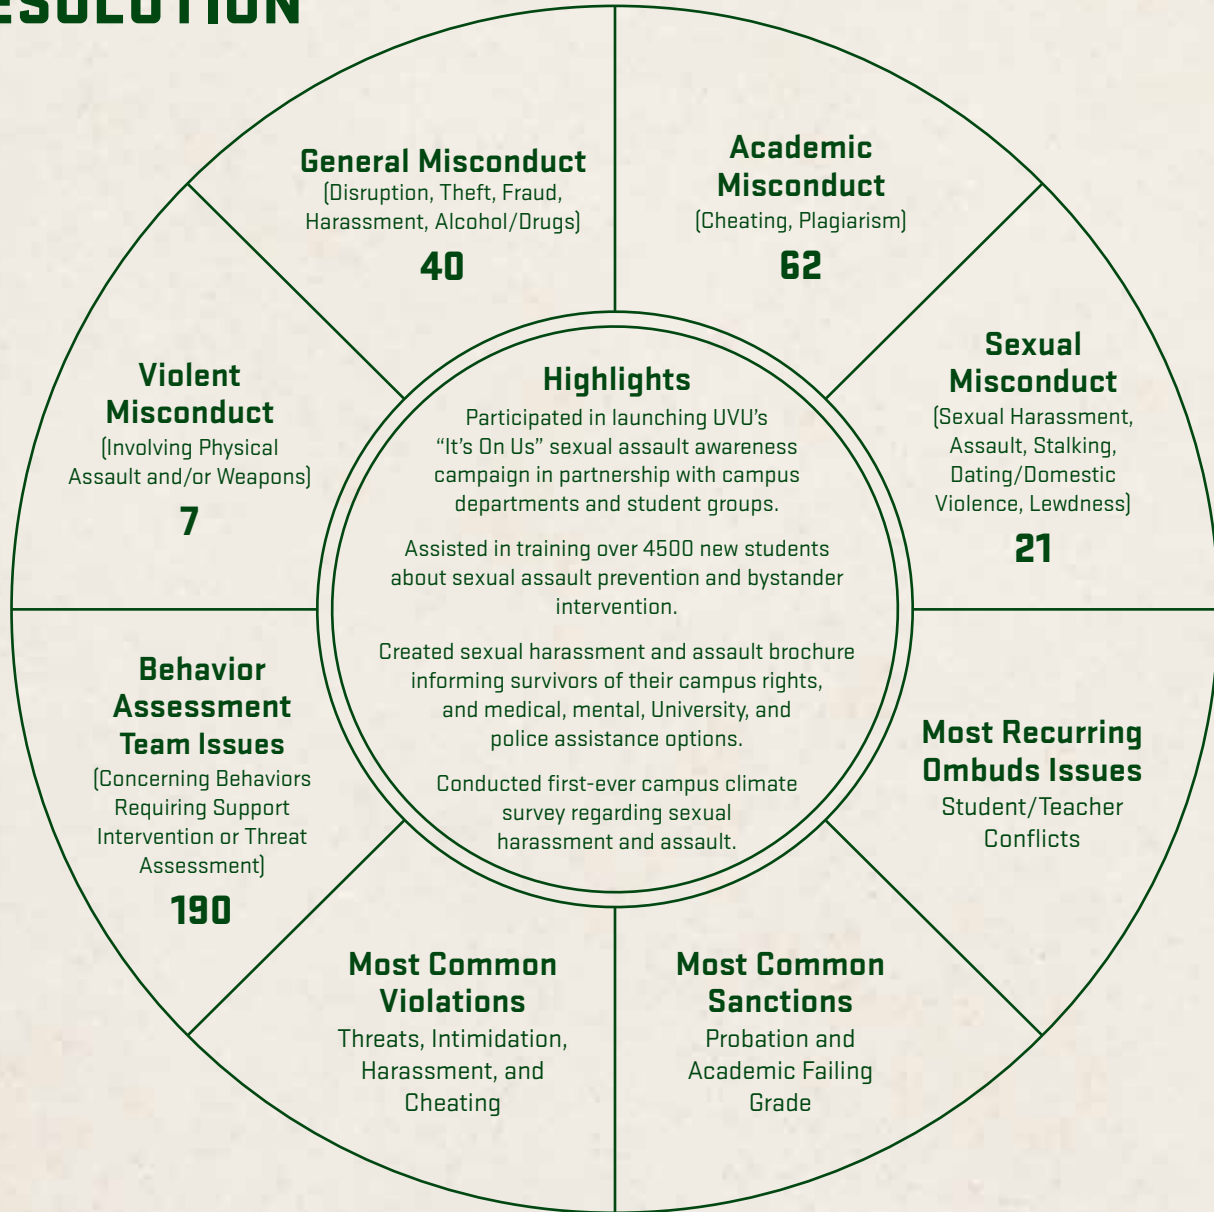 General Misconduct
(Disruption, Theft, Fraud,
Harassment, Alcohol/Drugs)
40
Academic
Misconduct
(Cheating, Plagiarism)
62
Sexual
Misconduct
(Sexual Harassment,
Assault, Stalking,
Dating/Domestic
Violence, Lewdness)
21
Most Recurring
Ombuds Issues
Student/Teacher
Conflicts
Most Common
Sanctions
Probation and
Academic Failing
Grade
Most Common
Violations
Threats, Intimidation,
Harassment, and
Cheating
Behavior
Assessment
Team Issues
(Concerning Behaviors
Requiring Support
Intervention or Threat
Assessment)
190
Violent
Misconduct
(Involving Physical
Assault and/or Weapons)
7
Highlights
Participated in launching UVU's
“It's On Us” sexual assault awareness
campaign in partnership with campus
departments and student groups.
Assisted in training over 4500 new students
about sexual assault prevention and bystander
intervention.
Created sexual harassment and assault brochure
informing survivors of their campus rights,
and medical, mental, University, and
police assistance options.
Conducted first-ever campus climate
survey regarding sexual
harassment and assault.